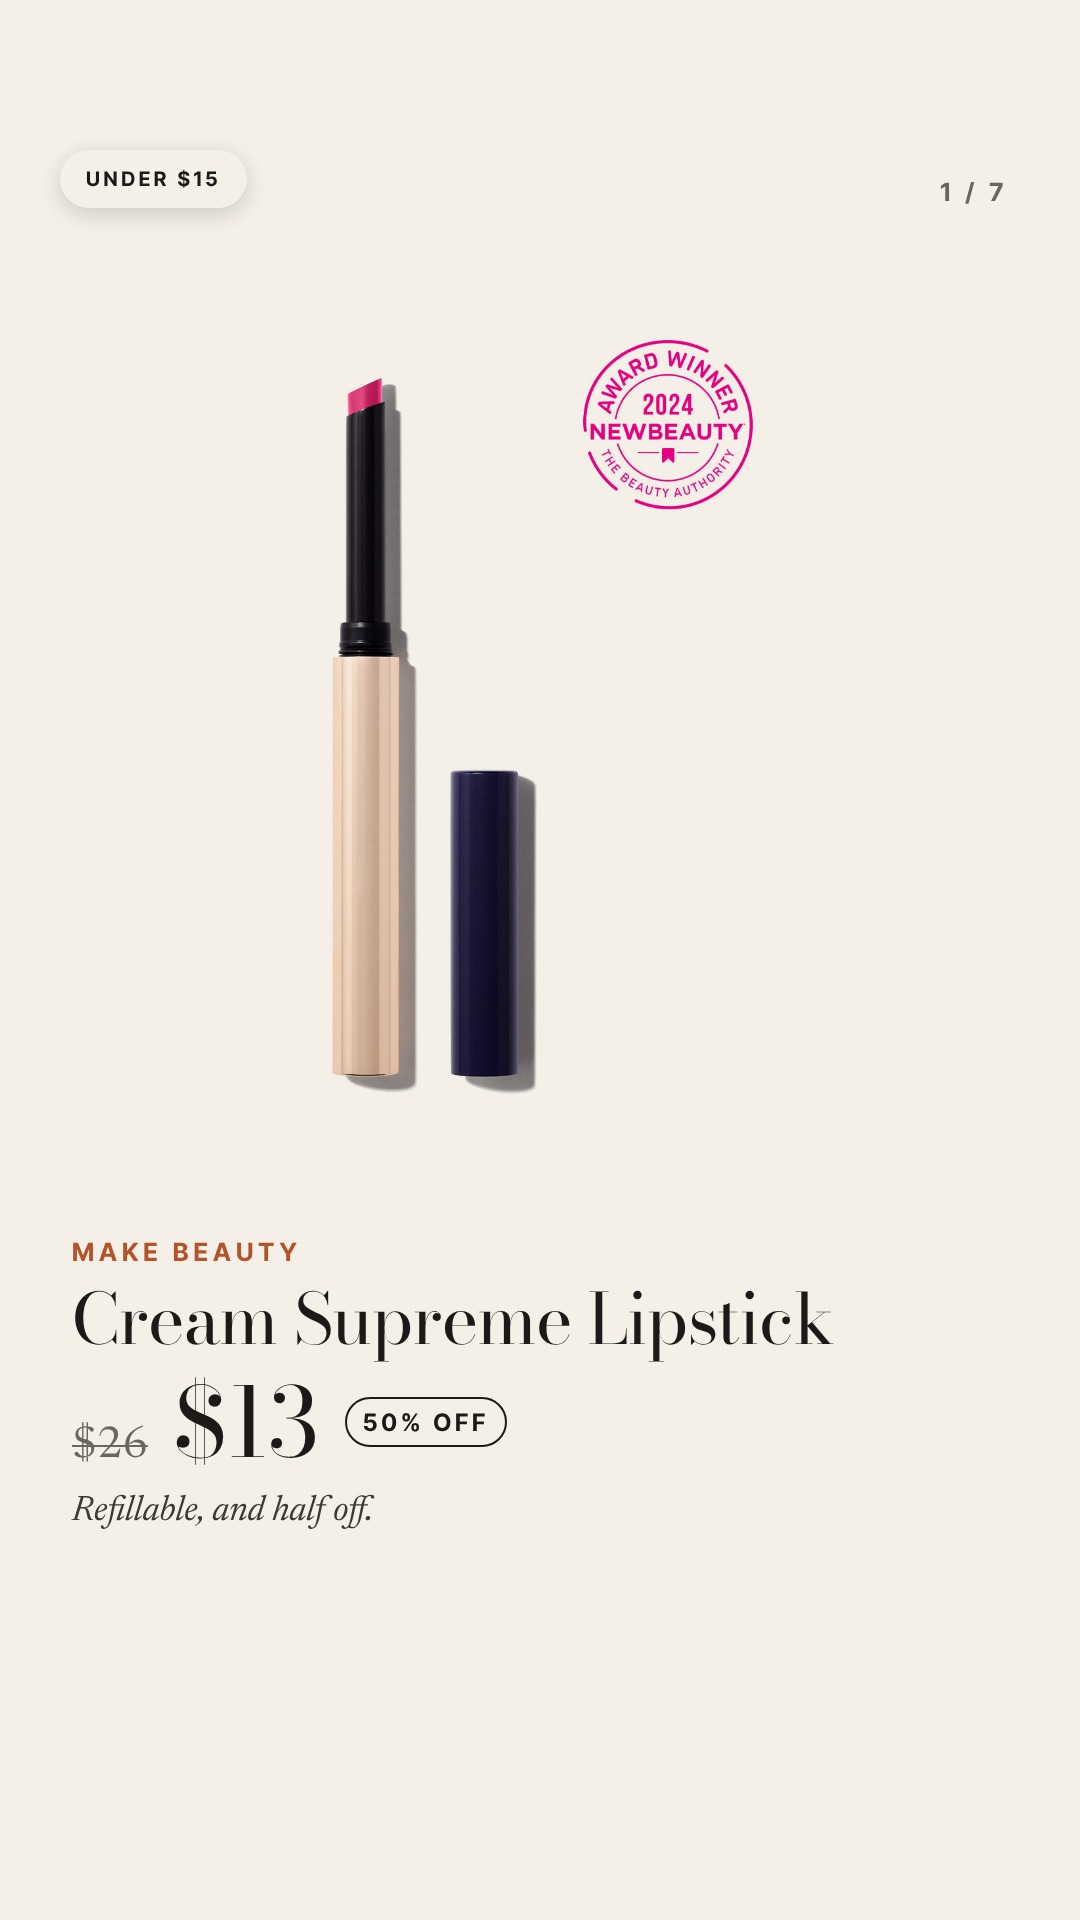 UNDER $15
1 / 7
AWARD WINNER
2024
NEWBEAUTY
THE BEAUTY AUTHORITY
MAKE BEAUTY
Cream Supreme Lipstick
$26 $13 50% OFF
Refillable, and half off.